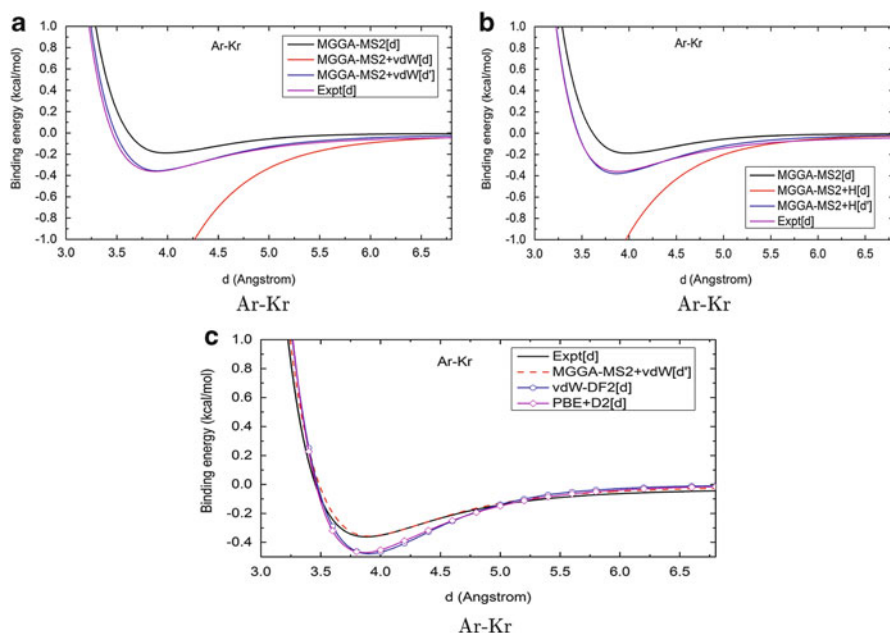 a
Ar-Kr
MGGA-MS2[d]
MGGA-MS2+vdW[d]
MGGA-MS2+vdW[d']
Expt[d]
Binding energy (kcal/mol)
1.0
0.8
0.6
0.4
0.2
0.0
-0.2
-0.4
-0.6
-0.8
-1.0
3.0 3.5 4.0 4.5 5.0 5.5 6.0 6.5
d (Angstrom)
Ar-Kr
b
Ar-Kr
MGGA-MS2[d]
MGGA-MS2+H[d]
MGGA-MS2+H[d']
Expt[d]
Binding energy (kcal/mol)
1.0
0.8
0.6
0.4
0.2
0.0
-0.2
-0.4
-0.6
-0.8
-1.0
3.0 3.5 4.0 4.5 5.0 5.5 6.0 6.5
d (Angstrom)
Ar-Kr
c
Ar-Kr
Expt[d]
MGGA-MS2+vdW[d']
vdW-DF2[d]
PBE+D2[d]
Binding energy (kcal/mol)
1.0
0.8
0.6
0.4
0.2
0.0
-0.2
-0.4
3.0 3.5 4.0 4.5 5.0 5.5 6.0 6.5
d (Angstrom)
Ar-Kr